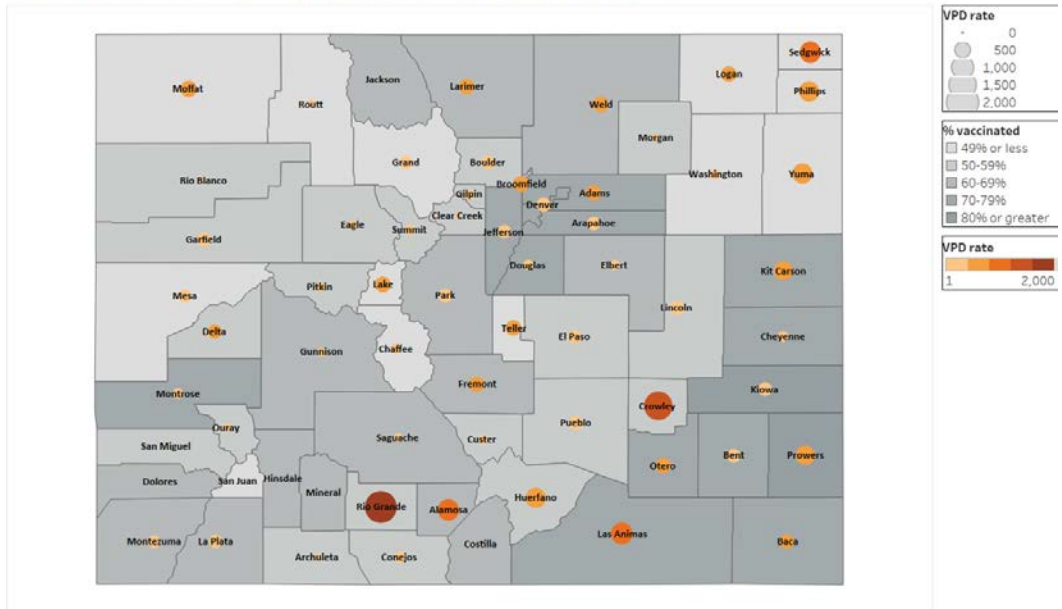 VPD rate
0
500
1,000
1,500
2,000
% vaccinated
49% or less
50-59%
60-69%
70-79%
80% or greater
VPD rate
1
2,000
Sedgwick
Jackson
Logan
Larimer
Moffat
Phillips
Routt
Weld
Morgan
Grand
Boulder
Washington
Yuma
Rio Blanco
Broomfield
Gilpin
Adams
Denver
Clear Creek
Arapahoe
Eagle
Summit
Jefferson
Garfield
Douglas
Elbert
Kit Carson
Pitkin
Lake
Mesa
Park
Lincoln
Delta
Teller
El Paso
Cheyenne
Gunnison
Chaffee
Fremont
Kiowa
Montrose
Crowley
Pueblo
Ouray
Saguache
Custer
San Miguel
Bent
Prowers
Otero
Dolores
San Juan
Hinsdale
Mineral
Huerfano
Rio Grande
Alamosa
Las Animas
Montezuma
La Plata
Costilla
Baca
Archuleta
Conejos